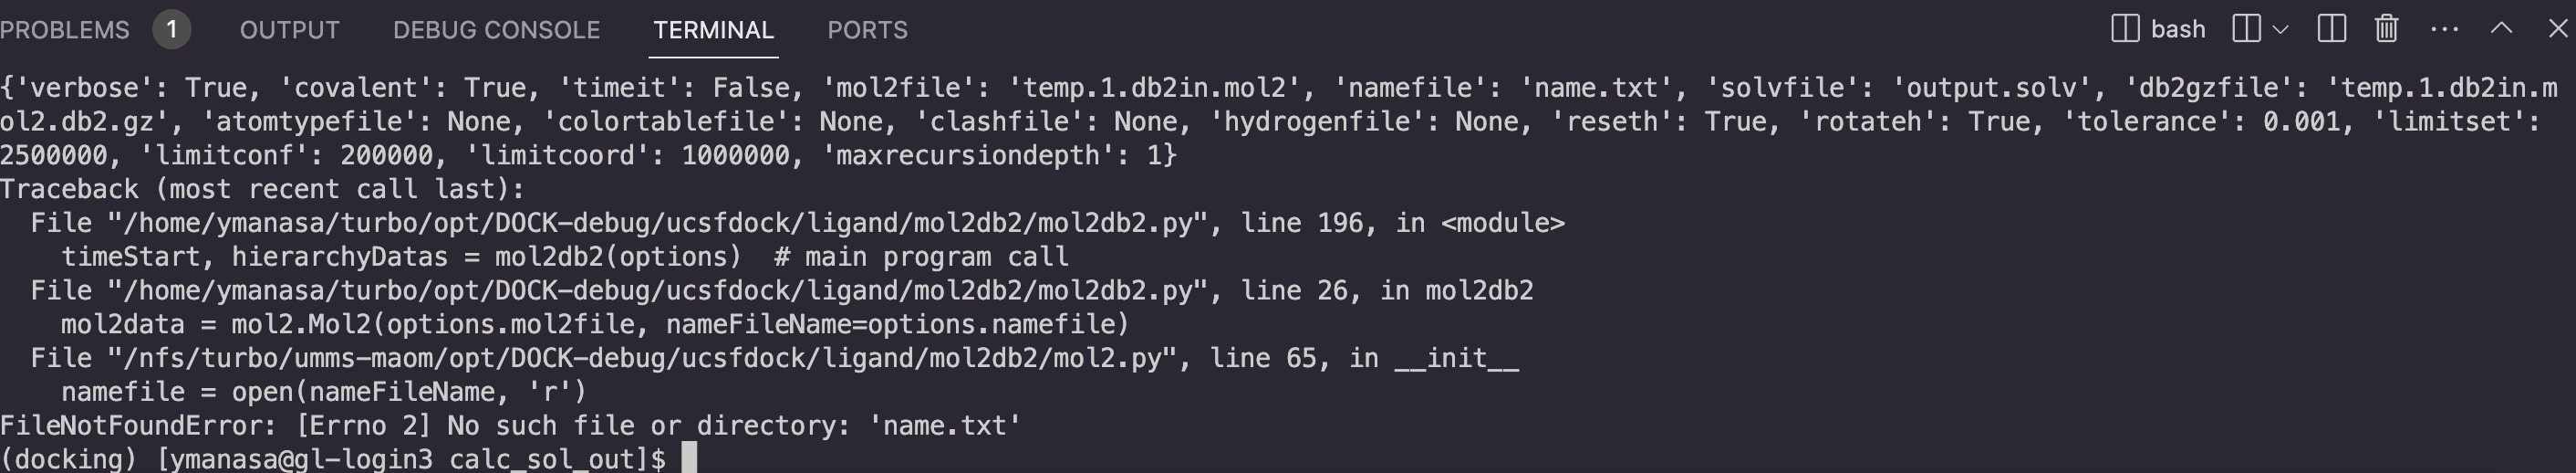 PROBLEMS 1 OUTPUT DEBUG CONSOLE TERMINAL PORTS bash
{'verbose': True, 'covalent': True, 'timeit': False, 'mol2file': 'temp.1.db2in.mol2', 'namefile': 'name.txt', 'solvfile': 'output.solv', 'db2gzfile': 'temp.1.db2in.m
ol2.db2.gz', 'atomtypefile': None, 'colortablefile': None, 'clashfile': None, 'hydrogenfile': None, 'reseth': True, 'rotateh': True, 'tolerance': 0.001, 'limitset':
2500000, 'limitconf': 200000, 'limitcoord': 1000000, 'maxrecursiondepth': 1}
Traceback (most recent call last):
  File "/home/ymanasa/turbo/opt/DOCK-debug/ucsfdock/ligand/mol2db2/mol2db2.py", line 196, in <module>
    timeStart, hierarchyDatas = mol2db2(options)  # main program call
  File "/home/ymanasa/turbo/opt/DOCK-debug/ucsfdock/ligand/mol2db2/mol2db2.py", line 26, in mol2db2
    mol2data = mol2.Mol2(options.mol2file, nameFileName=options.namefile)
  File "/nfs/turbo/umms-maom/opt/DOCK-debug/ucsfdock/ligand/mol2db2/mol2.py", line 65, in __init__
    namefile = open(nameFileName, 'r')
FileNotFoundError: [Errno 2] No such file or directory: 'name.txt'
(docking) [ymanasa@gl-login3 calc_sol_out]$